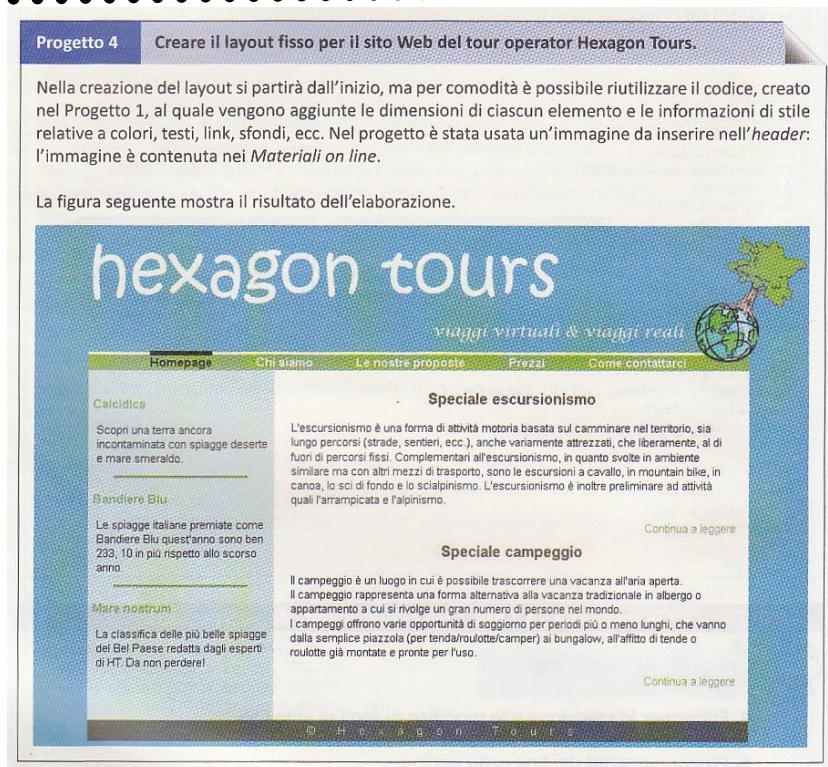 Progetto 4 Creare il layout fisso per il sito Web del tour operator Hexagon Tours.
Nella creazione del layout si partirà dall'inizio, ma per comodità è possibile riutilizzare il codice, creato
nel Progetto 1, al quale vengono aggiunte le dimensioni di ciascun elemento e le informazioni di stile
relative a colori, testi, link, sfondi, ecc. Nel progetto è stata usata un'immagine da inserire nell'header:
l'immagine è contenuta nei Materiali on line.
La figura seguente mostra il risultato dell'elaborazione.
hexagon tours
viaggi virtuali & viaggi reali
Homepage Chi siamo Le nostre proposte Prezzi Come contattarci
Calcidica
Scopri una terra ancora
incontaminata con spiagge deserte
e mare smeraldo.
Bandiere Blu
Le spiagge italiane premiate come
Bandiere Blu quest'anno sono ben
233, 10 in più rispetto allo scorso
anno.
Mare nostrum
La classifica delle più belle spiagge
del Bel Paese redatta dagli esperti
di HT. Da non perdere!
Speciale escursionismo
L'escursionismo è una forma di attività motoria basata sul camminare nel territorio, sia
lungo percorsi (strade, sentieri, ecc.), anche variamente attrezzati, che liberamente, al di
fuori di percorsi fissi. Complementari all'escursionismo, in quanto svolte in ambiente
similare ma con altri mezzi di trasporto, sono le escursioni a cavallo, in mountain bike, in
canoa, lo sci di fondo e lo scialpinismo. L'escursionismo è inoltre preliminare ad attività
quali l'arrampicata e l'alpinismo.
Continua a leggere
Speciale campeggio
Il campeggio è un luogo in cui è possibile trascorrere una vacanza all'aria aperta.
Il campeggio rappresenta una forma alternativa alla vacanza tradizionale in albergo o
appartamento a cui si rivolge un gran numero di persone nel mondo.
I campeggi offrono varie opportunità di soggiorno per periodi più o meno lunghi, che vanno
dalla semplice piazzola (per tenda/roulotte/camper) ai bungalow, all'affitto di tende o
roulotte già montate e pronte per l'uso.
Continua a leggere
© Hexagon Tours